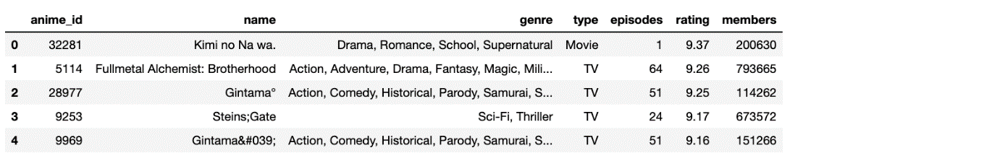 anime_id name genre type episodes rating members
0 32281 Kimi no Na wa. Drama, Romance, School, Supernatural Movie 1 9.37 200630
1 5114 Fullmetal Alchemist: Brotherhood Action, Adventure, Drama, Fantasy, Magic, Mili... TV 64 9.26 793665
2 28977 Gintama° Action, Comedy, Historical, Parody, Samurai, S... TV 51 9.25 114262
3 9253 Steins;Gate Sci-Fi, Thriller TV 24 9.17 673572
4 9969 Gintama&#039; Action, Comedy, Historical, Parody, Samurai, S... TV 51 9.16 151266